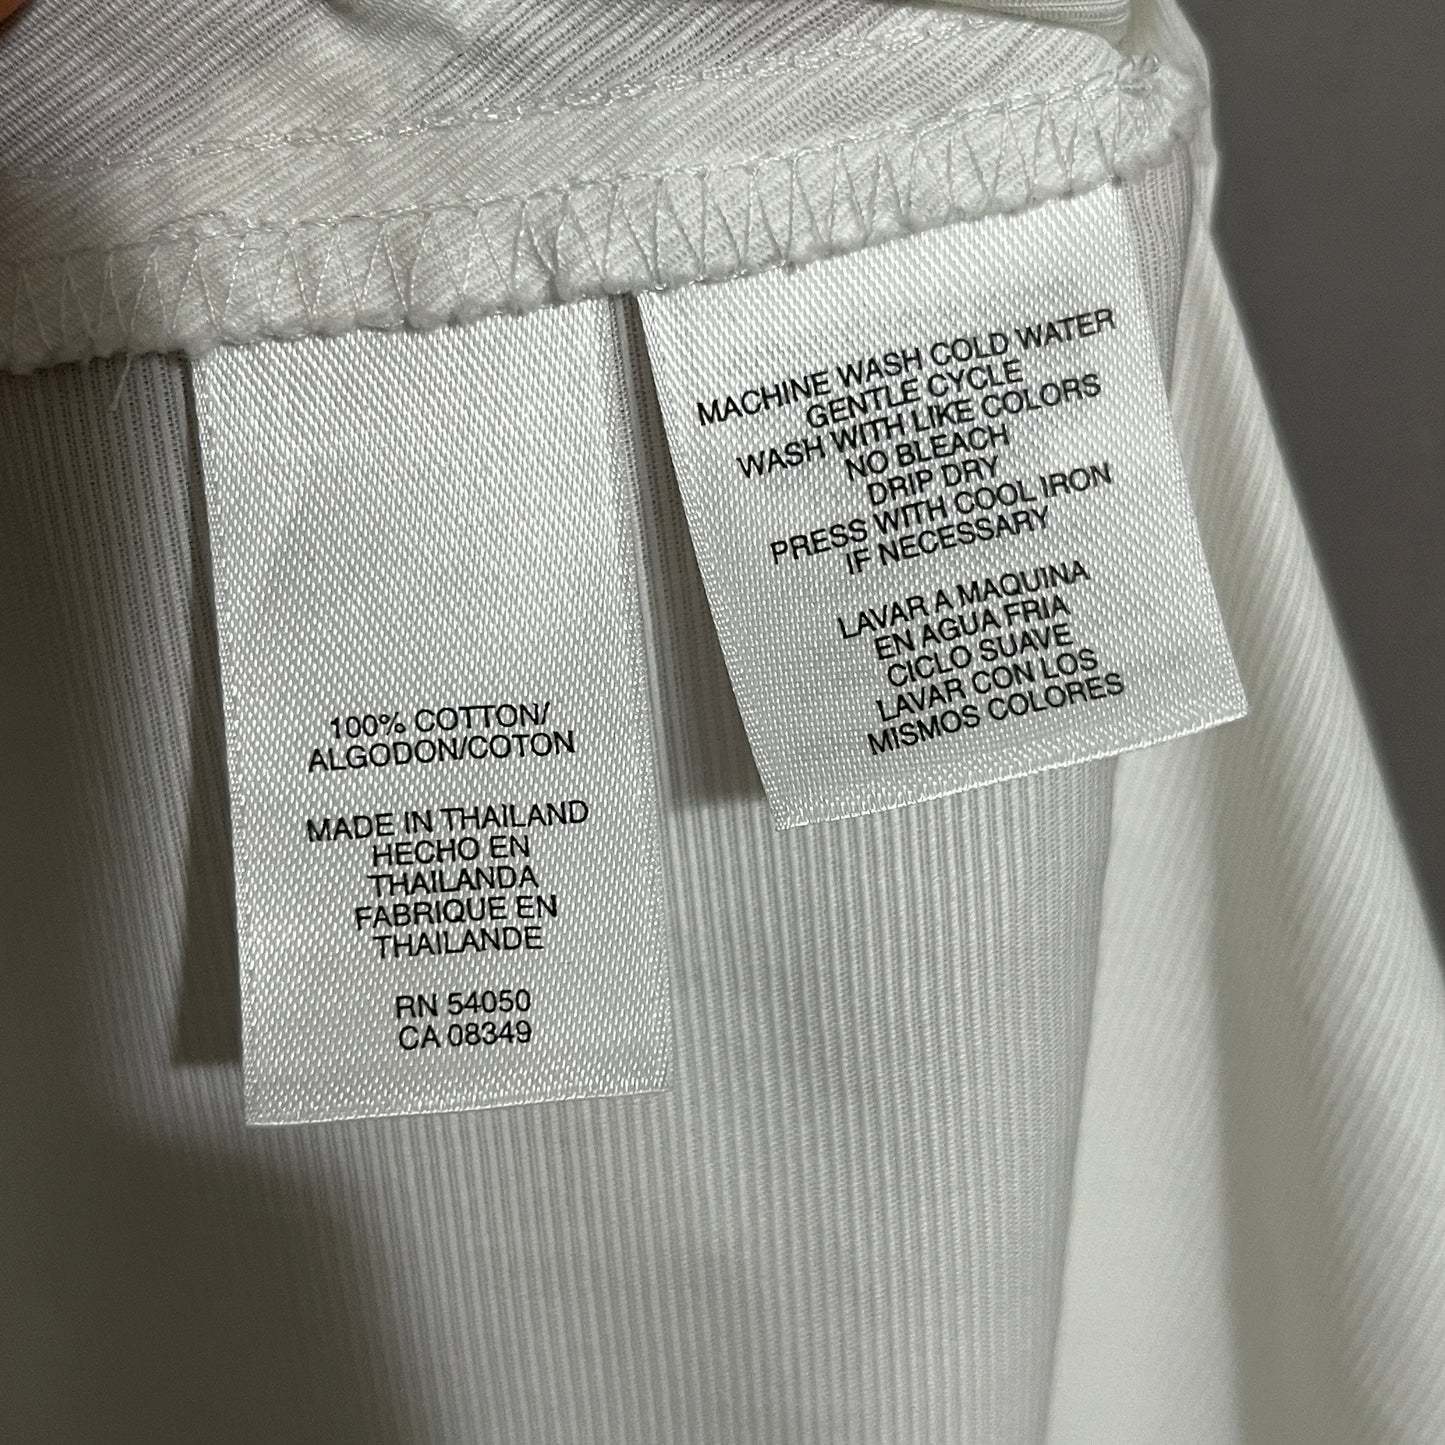 100% COTTON/
ALGODON/COTON
MADE IN THAILAND
HECHO EN
THAILANDA
FABRIQUE EN
THAILANDE
RN 54050
CA 08349
MACHINE WASH COLD WATER
GENTLE CYCLE
WASH WITH LIKE COLORS
NO BLEACH
DRIP DRY
PRESS WITH COOL IRON
IF NECESSARY
LAVAR A MAQUINA
EN AGUA FRIA
CICLO SUAVE
LAVAR CON LOS
MISMOS COLORES